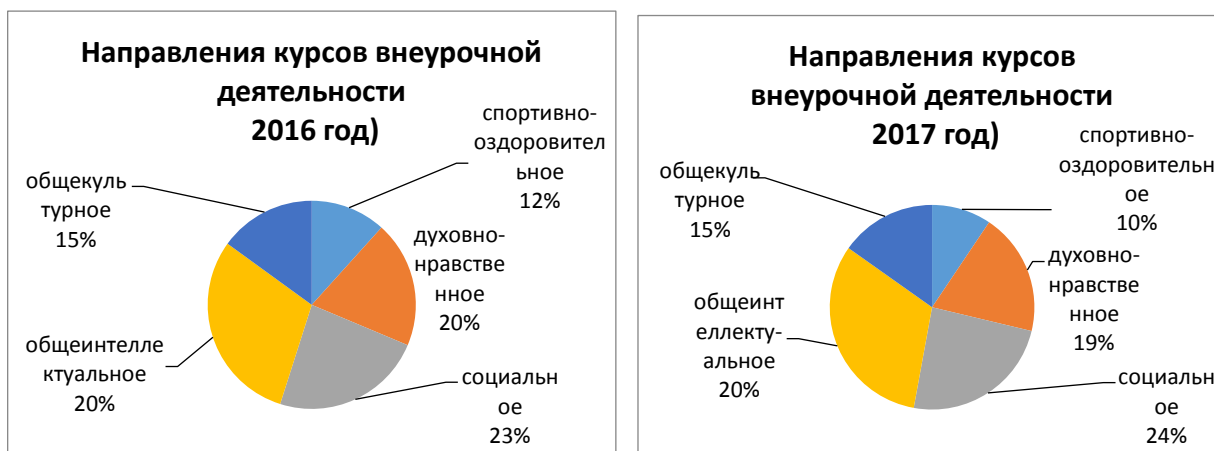 Направления курсов внеурочной
деятельности
2016 год)
спортивно-
оздоровител
ьное
12%
духовно-
нравстве
нное
20%
социальн
ое
23%
общеинтелле
ктуальное
20%
общекуль
турное
15%
Направления курсов
внеурочной деятельности
2017 год)
спортивно-
оздоровительн
ое
10%
духовно-
нравстве
нное
19%
социальн
ое
24%
общеинт
еллекту-
альное
20%
общекуль
турное
15%